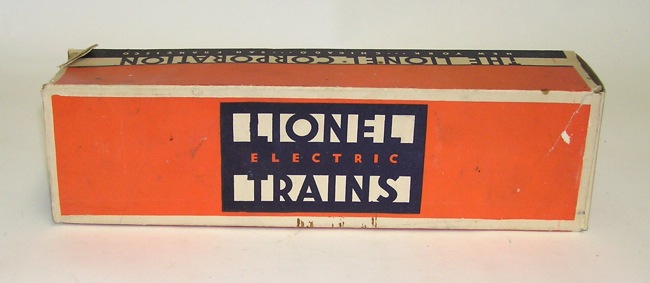 THE LIONEL CORPORATION
NEW YORK CHICAGO SAN FRANCISCO
LIONEL
ELECTRIC
TRAINS